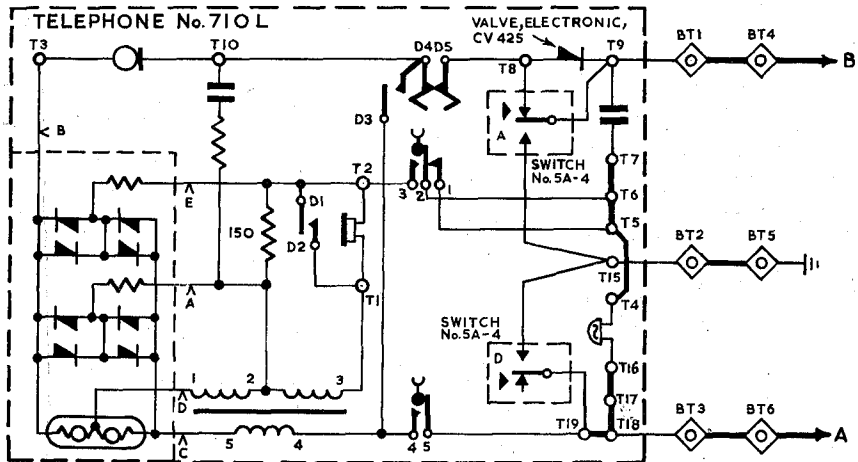 TELEPHONE No. 710L
VALVE, ELECTRONIC,
CV 425
T3
T10
D4 D5
T8
T9
BT1
BT4
B
B
D3
A
SWITCH
No. 5A-4
T7
E
D1
T2
3 2 1
T6
150
D2
T5
T15
BT2
BT5
A
T1
T4
SWITCH
No. 5A-4
D
T16
1 2 3
D
T17
5 4
C
4 5
T19
T18
BT3
BT6
A